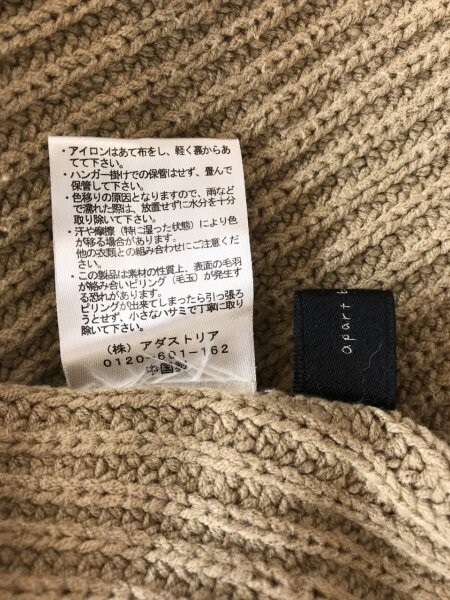 ・アイロンはあて布をし、軽く裏からあ
てて下さい。
・ハンガー掛けでの保管はせず、畳んで
保管して下さい。
・色移りの原因となりますので、雨など
で濡れた際は、放置せずに水分を十分
取り除いて下さい。
・汗や摩擦（特に湿った状態）により色
が移る場合があります。
他の衣類との組み合わせにご注意くださ
い。
・この製品は素材の性質上、表面の毛羽
が絡み合いピリング（毛玉）が発生す
る恐れがあります。
ピリングが出来てしまったら引っ張ろ
うとせず、小さなハサミで丁寧に取り
除いて下さい。
（株）アダストリア
0120-601-162
中国製
apart b